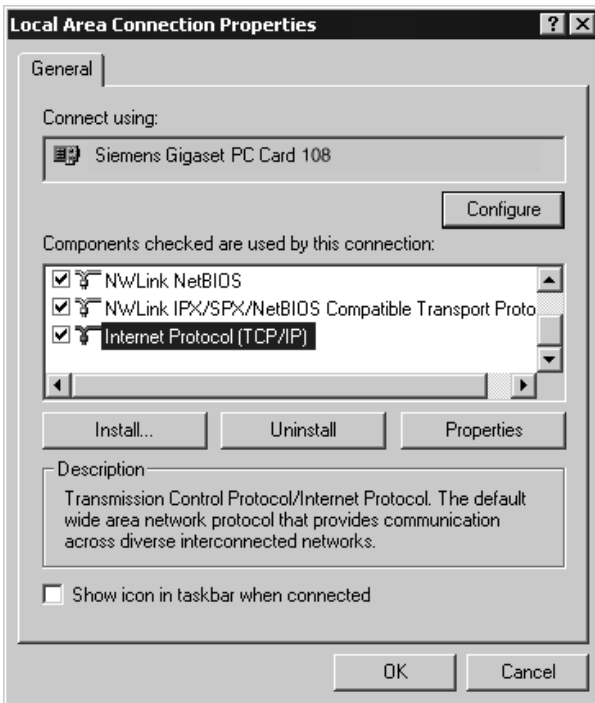 Local Area Connection Properties
General
Connect using:
Siemens Gigaset PC Card 108
Configure
Components checked are used by this connection:
NWLink NetBIOS
NWLink IPX/SPX/NetBIOS Compatible Transport Proto
Internet Protocol (TCP/IP)
Install...
Uninstall
Properties
Description
Transmission Control Protocol/Internet Protocol. The default
wide area network protocol that provides communication
across diverse interconnected networks.
Show icon in taskbar when connected
OK
Cancel